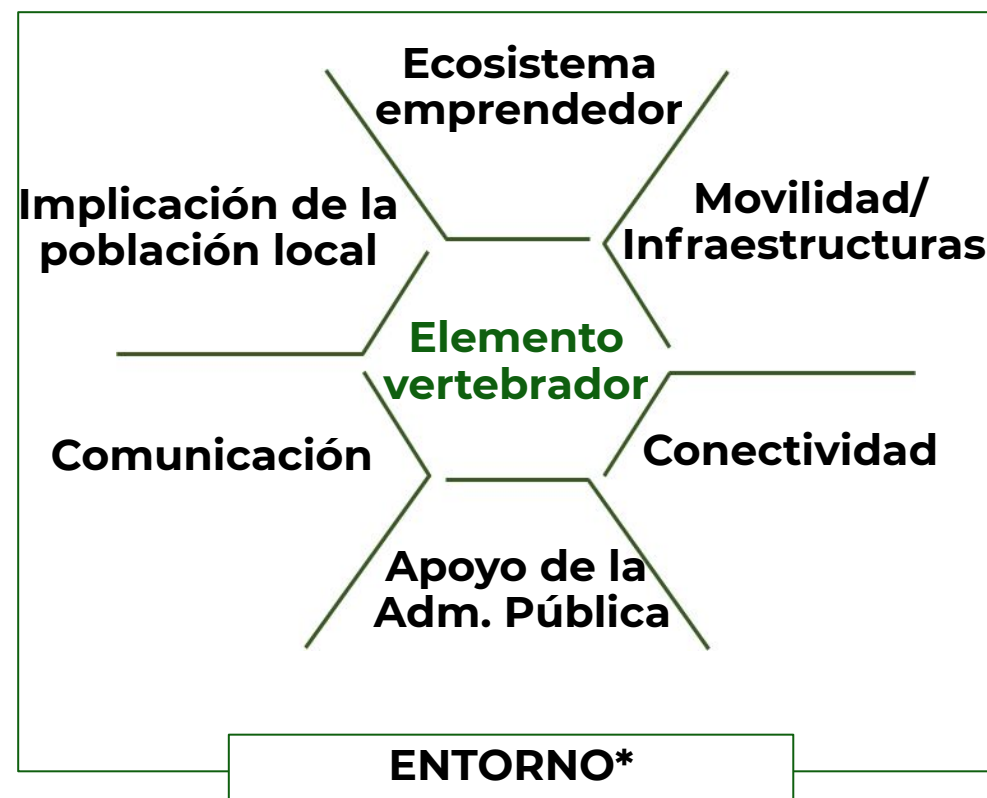 Ecosistema
emprendedor
Implicación de la
población local
Movilidad/
Infraestructuras
Elemento
vertebrador
Comunicación
Conectividad
Apoyo de la
Adm. Pública
ENTORNO*